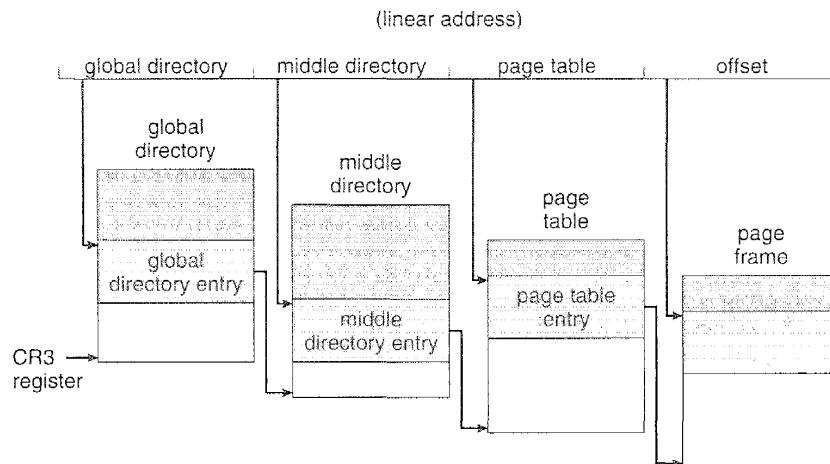 (linear address)
global directory
middle directory
page table
offset
global
directory
middle
directory
page
table
page
frame
global
directory entry
middle
directory entry
page table
entry
CR3
register